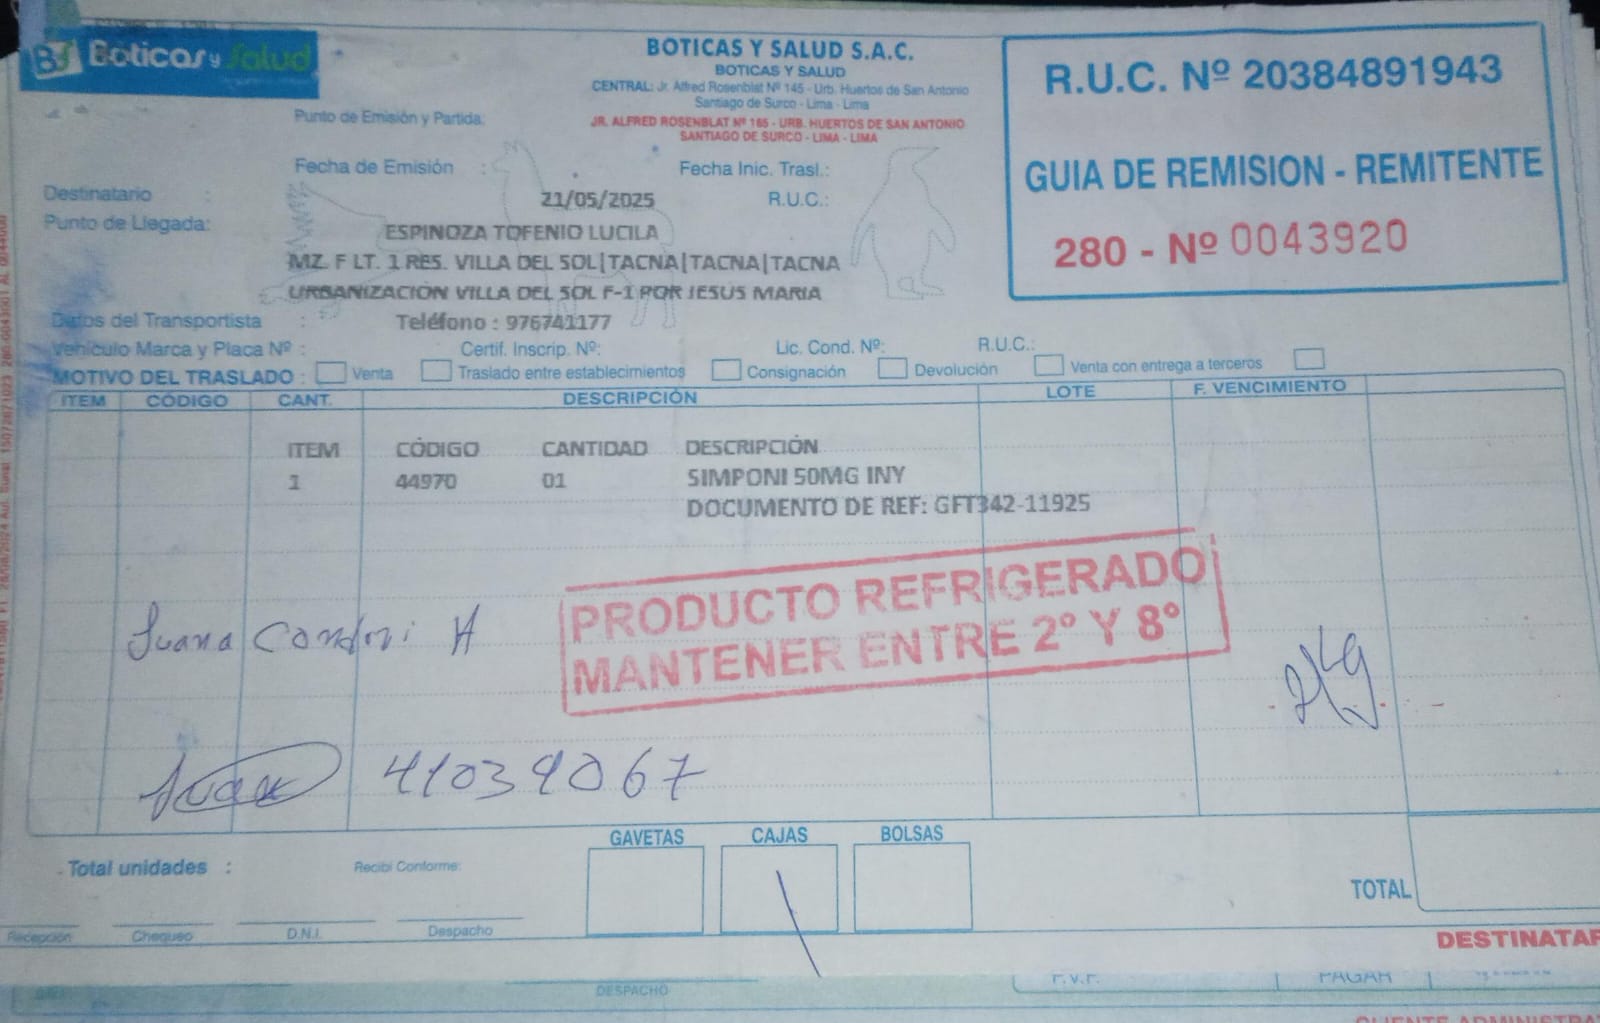 BS Boticas y Salud
BOTICAS Y SALUD S.A.C.
BOTICAS Y SALUD
CENTRAL: Jr. Alfred Rosenblat Nº 145 - Urb. Huertos de San Antonio
Santiago de Surco - Lima - Lima
Punto de Emisión y Partida:
JR. ALFRED ROSENBLAT Nº 165 - URB. HUERTOS DE SAN ANTONIO
SANTIAGO DE SURCO - LIMA - LIMA
R.U.C. Nº 20384891943
GUIA DE REMISION - REMITENTE
280 - Nº 0043920
Fecha de Emisión :
Fecha Inic. Trasl.:
Destinatario :
21/05/2025
R.U.C.:
Punto de Llegada:
ESPINOZA TOFENIO LUCILA
MZ. F LT. 1 RES. VILLA DEL SOL|TACNA|TACNA|TACNA
URBANIZACION VILLA DEL SOL F-1 POR JESUS MARIA
Datos del Transportista :
Teléfono : 976741177
Vehículo Marca y Placa Nº :
Certif. Inscrip. Nº:
Lic. Cond. Nº:
R.U.C.:
MOTIVO DEL TRASLADO : Venta Traslado entre establecimientos Consignación Devolución Venta con entrega a terceros
ITEM CÓDIGO CANT. DESCRIPCIÓN LOTE F. VENCIMIENTO
ITEM CÓDIGO CANTIDAD DESCRIPCIÓN
1 44970 01 SIMPONI 50MG INY
DOCUMENTO DE REF: GFT342-11925
PRODUCTO REFRIGERADO
MANTENER ENTRE 2° Y 8°
Juana Condori H
41039067
GAVETAS CAJAS BOLSAS
Total unidades :
Recibí Conforme:
TOTAL
Recepción Chequeo D.N.I. Despacho
DESTINATAR
DESPACHO
F.V.F. PAGAR
CLIENTE ADMINISTRA